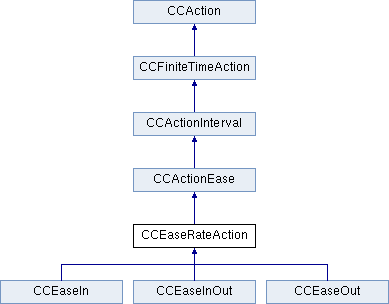 CCAction
CCFiniteTimeAction
CCActionInterval
CCActionEase
CCEaseRateAction
CCEaseIn
CCEaseInOut
CCEaseOut